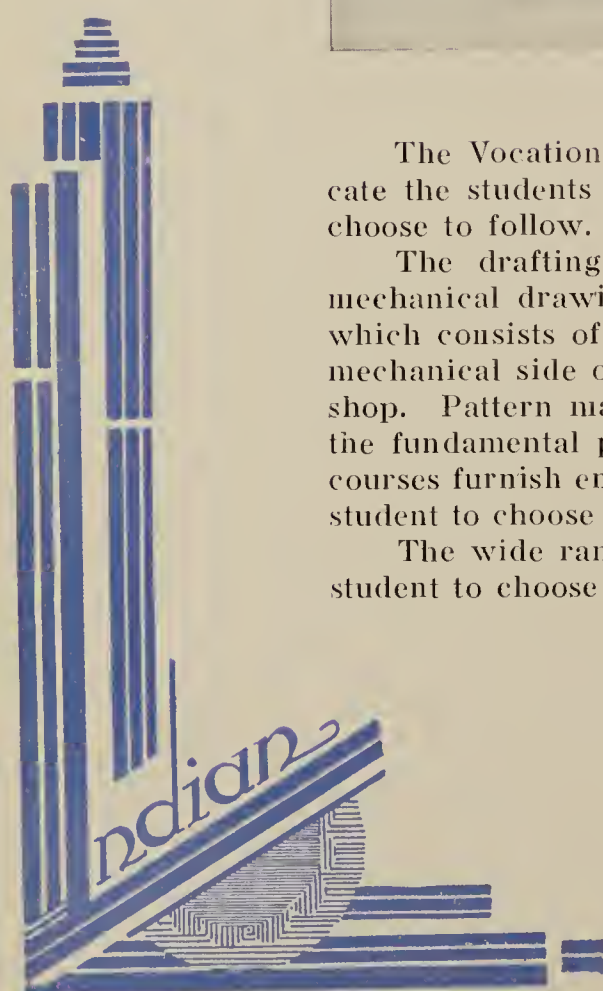 The Vocation
cate the students
choose to follow.
The drafting
mechanical drawi
which consists of
mechanical side o
shop. Pattern ma
the fundamental p
courses furnish en
student to choose
The wide ran
student to choose
ndian